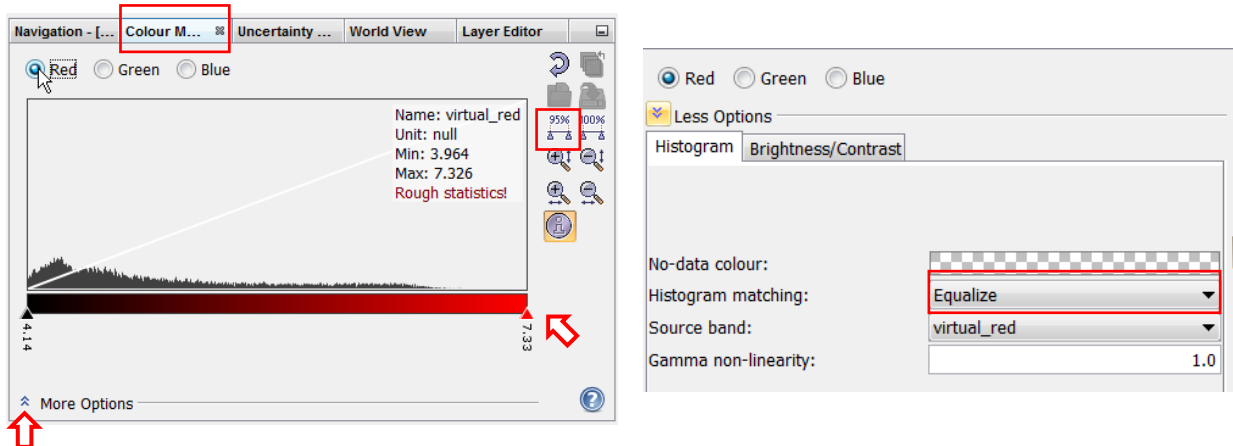 Navigation - [... Colour M... Uncertainty ... World View Layer Editor
Red Green Blue
Name: virtual_red
Unit: null
Min: 3.964
Max: 7.326
Rough statistics!
95% 100%
4.14
7.33
More Options
Red Green Blue
Less Options
Histogram Brightness/Contrast
No-data colour:
Histogram matching: Equalize
Source band: virtual_red
Gamma non-linearity: 1.0